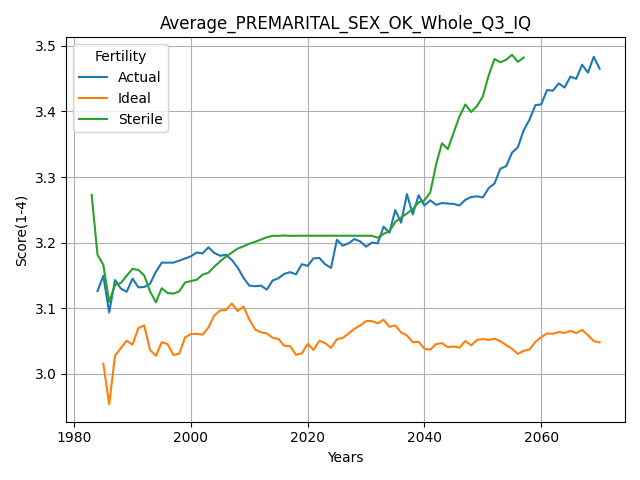 Average_PREMARITAL_SEX_OK_Whole_Q3_IQ
Fertility
Actual
Ideal
Sterile
Score(1-4)
3.5
3.4
3.3
3.2
3.1
3.0
1980 2000 2020 2040 2060
Years